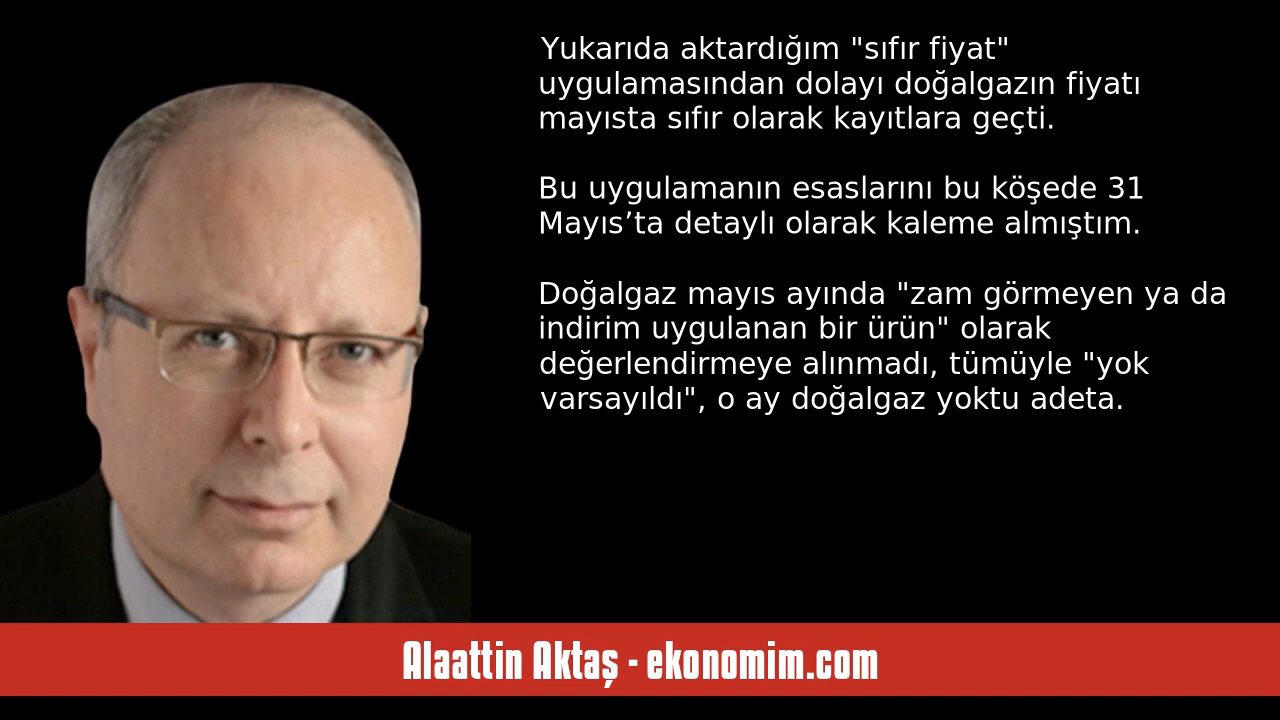 Yukarıda aktardığım "sıfır fiyat"
uygulamasından dolayı doğalgazın fiyatı
mayısta sıfır olarak kayıtlara geçti.
Bu uygulamanın esaslarını bu köşede 31
Mayıs’ta detaylı olarak kaleme almıştım.
Doğalgaz mayıs ayında "zam görmeyen ya da
indirim uygulanan bir ürün" olarak
değerlendirmeye alınmadı, tümüyle "yok
varsayıldı", o ay doğalgaz yoktu adeta.
Alaattin Aktaş - ekonomim.com